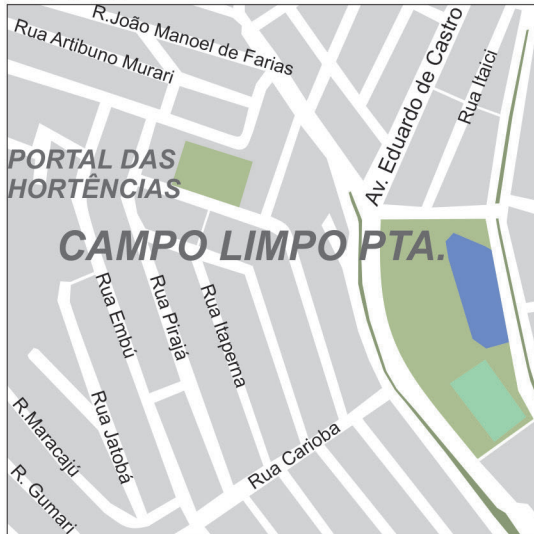 R.João Manoel de Farias
Rua Artibuno Murari
Av. Eduardo de Castro
Rua Itaici
PORTAL DAS
HORTÊNCIAS
CAMPO LIMPO PTA.
Rua Embú
Rua Pirajá
Rua Itaperna
Rua Jatobá
R.Maracajú
R. Gumari
Rua Carioba